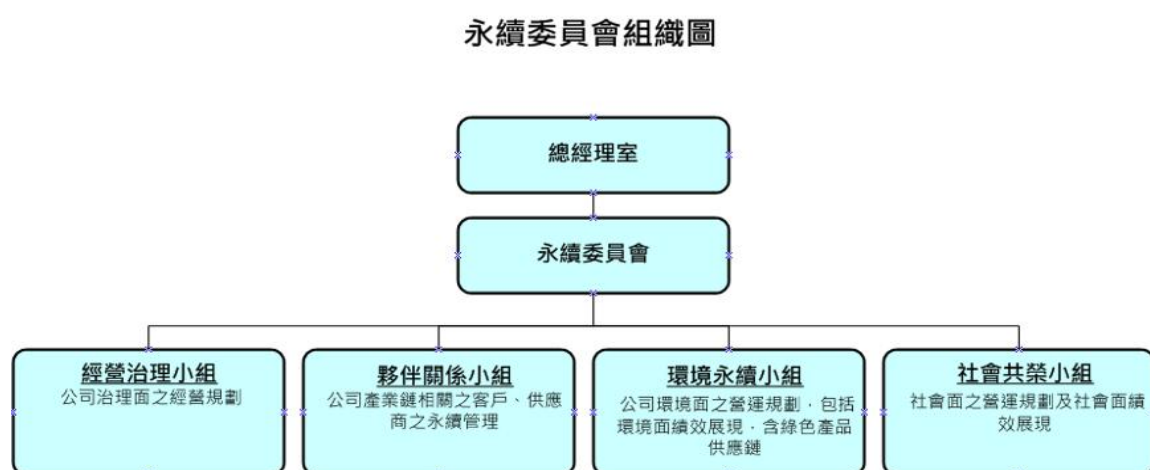 永續委員會組織圖
總經理室
永續委員會
經營治理小組
公司治理面之經營規劃
夥伴關係小組
公司產業鏈相關之客戶、供應
商之永續管理
環境永續小組
公司環境面之營運規劃，包括
環境面績效展現，含綠色產品
供應鏈
社會共榮小組
社會面之營運規劃及社會面績
效展現